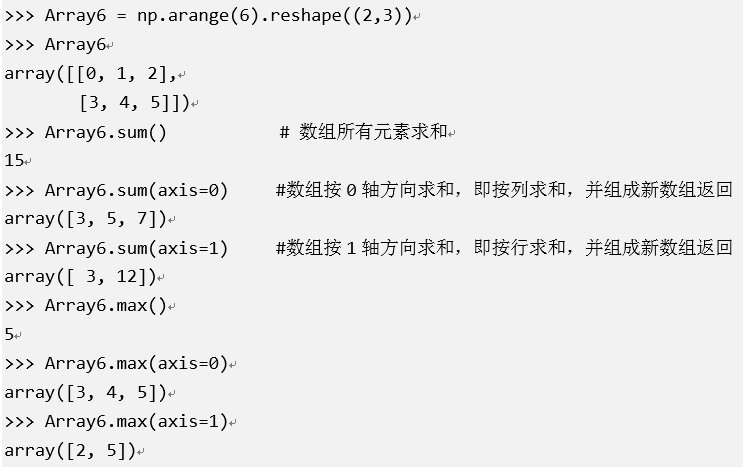 >>> Array6 = np.arange(6).reshape((2,3))↵
>>> Array6↵
array([[0, 1, 2],↵
       [3, 4, 5]])↵
>>> Array6.sum()           # 数组所有元素求和↵
15↵
>>> Array6.sum(axis=0)     #数组按 0 轴方向求和，即按列求和，并组成新数组返回
array([3, 5, 7])↵
>>> Array6.sum(axis=1)     #数组按 1 轴方向求和，即按行求和，并组成新数组返回
array([ 3, 12])↵
>>> Array6.max()↵
5↵
>>> Array6.max(axis=0)↵
array([3, 4, 5])↵
>>> Array6.max(axis=1)↵
array([2, 5])↵